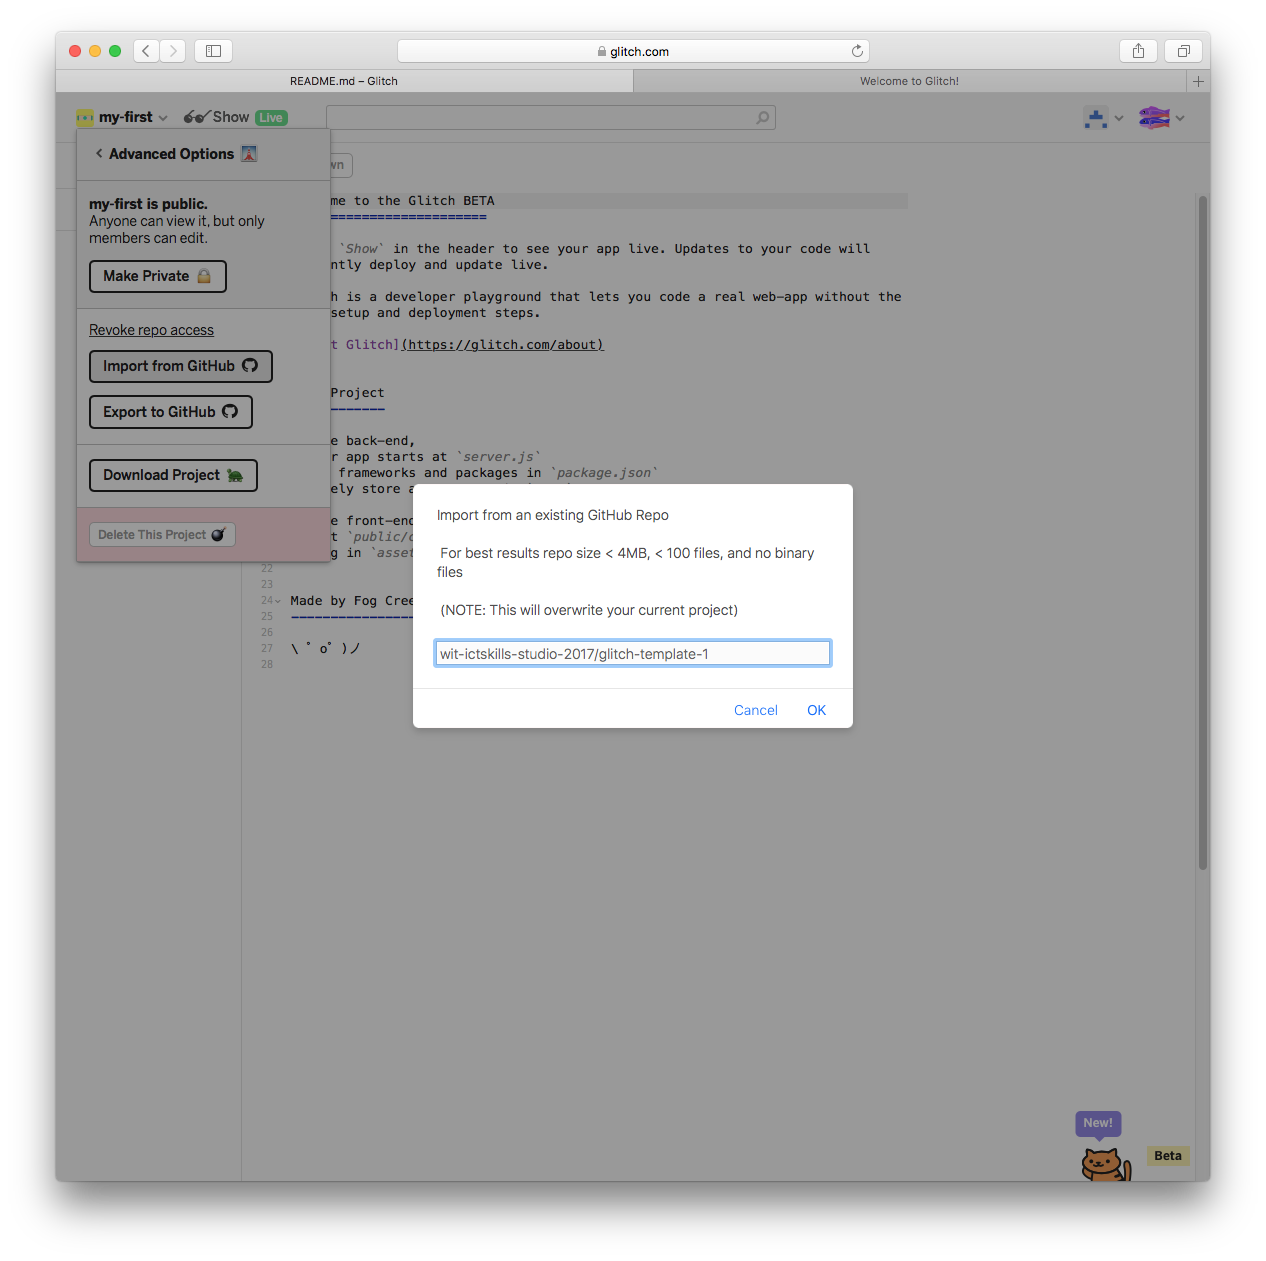 glitch.com
README.md – Glitch
Welcome to Glitch!
my-first
Show
Live
Advanced Options
my-first is public.
Anyone can view it, but only
members can edit.
Make Private
Revoke repo access
Import from GitHub
Export to GitHub
Download Project
Delete This Project
wn
me to the Glitch BETA
====================
`Show` in the header to see your app live. Updates to your code will
ntly deploy and update live.
h is a developer playground that lets you code a real web-app without the
setup and deployment steps.
t Glitch](https://glitch.com/about)
Project
-------
e back-end,
r app starts at `server.js`
frameworks and packages in `package.json`
ely store a
e front-end
t `public/
g in `asset
22
23
24 Made by Fog Cree
25 ----------------
26
27 \ ゜o゜)ノ
28
Import from an existing GitHub Repo
For best results repo size < 4MB, < 100 files, and no binary
files
(NOTE: This will overwrite your current project)
wit-ictskills-studio-2017/glitch-template-1
Cancel
OK
New!
Beta